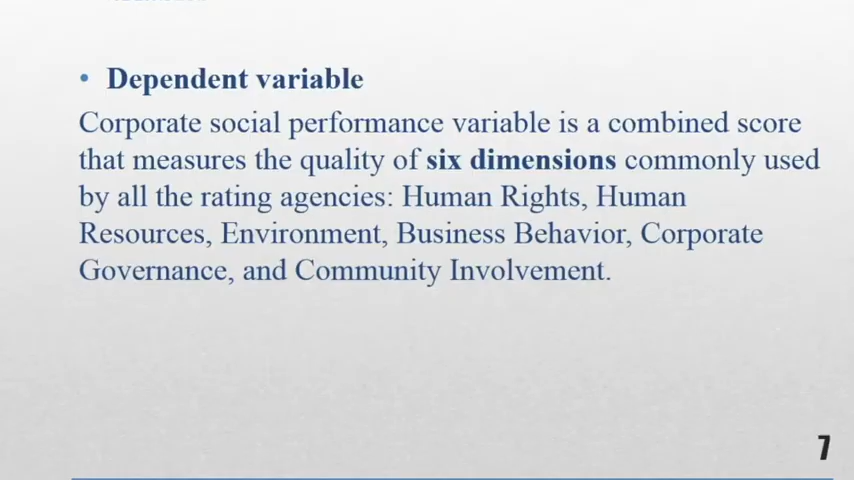 • Dependent variable
Corporate social performance variable is a combined score
that measures the quality of six dimensions commonly used
by all the rating agencies: Human Rights, Human
Resources, Environment, Business Behavior, Corporate
Governance, and Community Involvement.
7